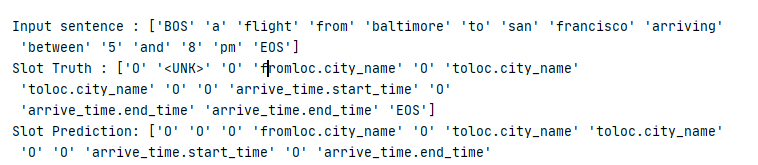 Input sentence : ['BOS' 'a' 'flight' 'from' 'baltimore' 'to' 'san' 'francisco' 'arriving'
'between' '5' 'and' '8' 'pm' 'EOS']
Slot Truth : ['O' '<UNK>' 'O' 'fromloc.city_name' 'O' 'toloc.city_name'
'toloc.city_name' 'O' 'O' 'arrive_time.start_time' 'O'
'arrive_time.end_time' 'arrive_time.end_time' 'EOS']
Slot Prediction: ['O' 'O' 'O' 'fromloc.city_name' 'O' 'toloc.city_name' 'toloc.city_name'
'O' 'O' 'arrive_time.start_time' 'O' 'arrive_time.end_time'